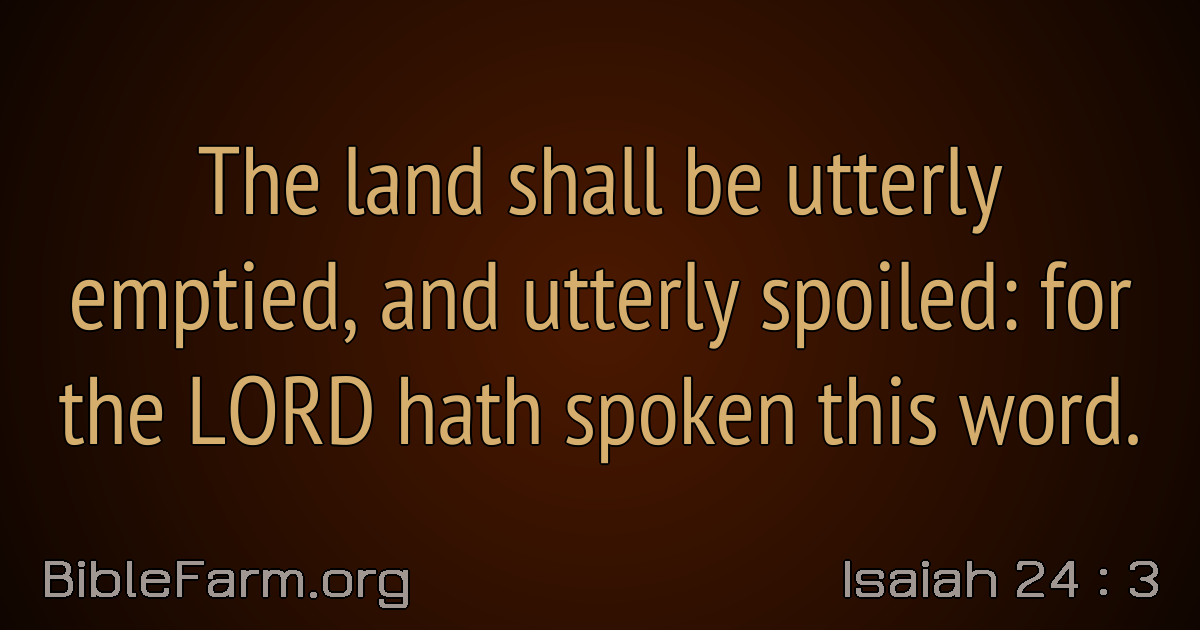 The land shall be utterly
emptied, and utterly spoiled: for
the LORD hath spoken this word.
BibleFarm.org
Isaiah 24 : 3